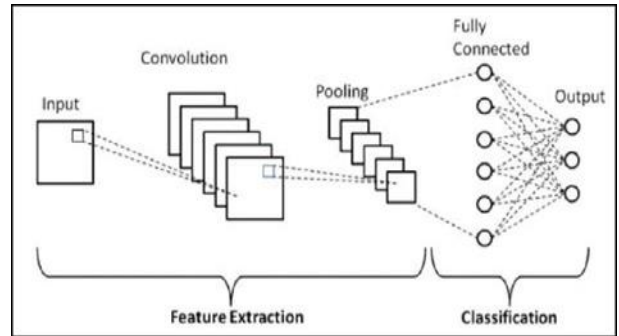 Fully
Connected
Convolution
Pooling
Input
Output
Feature Extraction
Classification